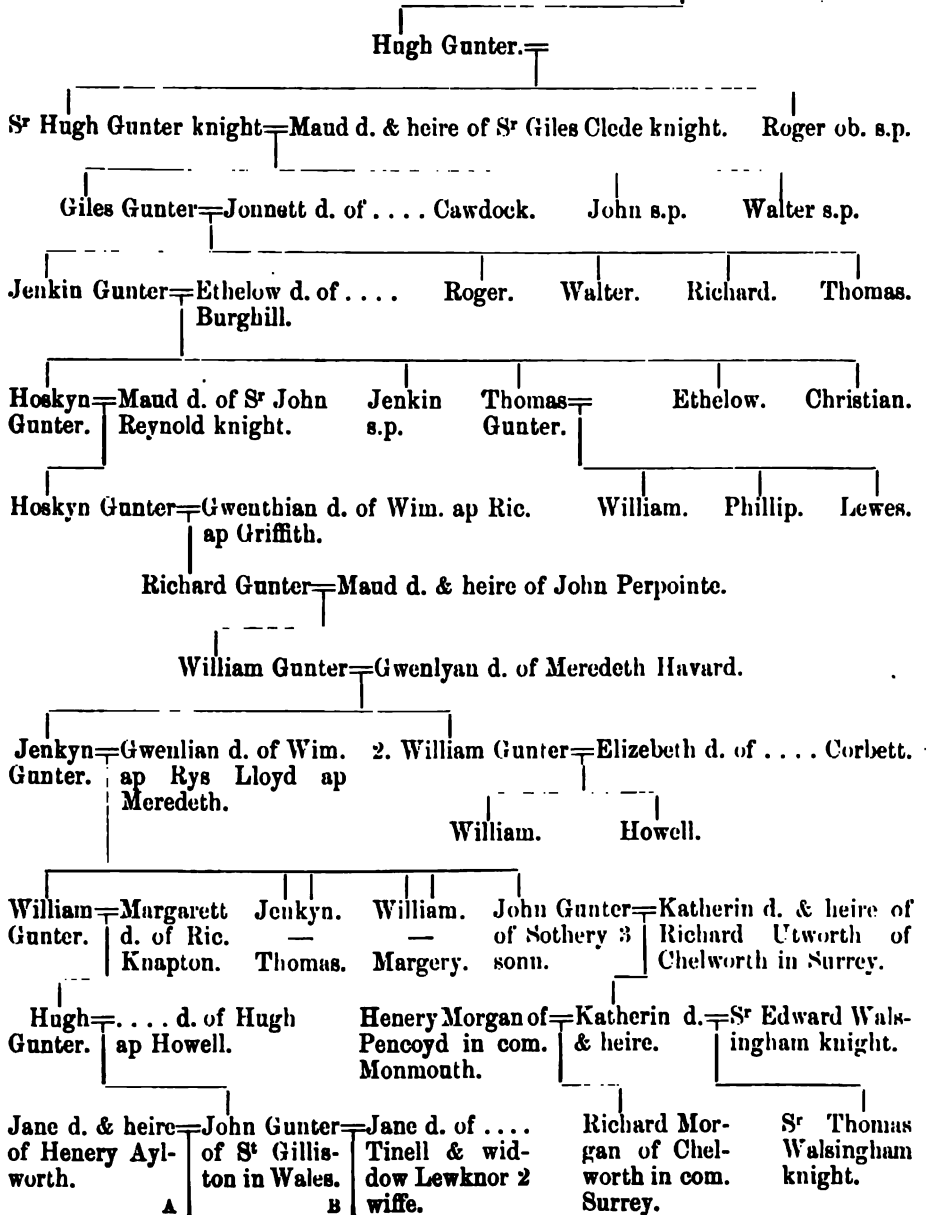 Hugh Gunter.
Sr Hugh Gunter knight=Maud d. & heire of Sr Giles Clede knight. Roger ob. s.p.
Giles Gunter=Jonnett d. of .... Cawdock. John s.p. Walter s.p.
Jenkin Gunter=Ethelow d. of .... Roger. Walter. Richard. Thomas.
Burghill.
Hoskyn=Maud d. of Sr John Jenkin Thomas= Ethelow. Christian.
Gunter. Reynold knight. s.p. Gunter.
Hoskyn Gunter=Gwenthian d. of Wim. ap Ric. William. Phillip. Lewes.
ap Griffith.
Richard Gunter=Maud d. & heire of John Perpointe.
William Gunter=Gwenlyan d. of Meredeth Havard.
Jenkyn=Gwenlian d. of Wim. 2. William Gunter=Elizebeth d. of .... Corbett.
Gunter. ap Rys Lloyd ap
Meredeth.
William. Howell.
William=Margarett Jenkyn. William. John Gunter=Katherin d. & heire of
Gunter. d. of Ric. — — of Sothery 3 Richard Utworth of
Knapton. Thomas. Margery. sonn. Chelworth in Surrey.
Hugh=.... d. of Hugh Henery Morgan of=Katherin d.=Sr Edward Wals-
Gunter. ap Howell. Pencoyd in com. & heire. ingham knight.
Monmouth.
Jane d. & heire=John Gunter=Jane d. of .... Richard Mor- Sr Thomas
of Henery Ayl- of St Gillis- Tinell & wid- gan of Chel- Walsingham
worth. ton in Wales. dow Lewknor 2 worth in com. knight.
A B wiffe. Surrey.